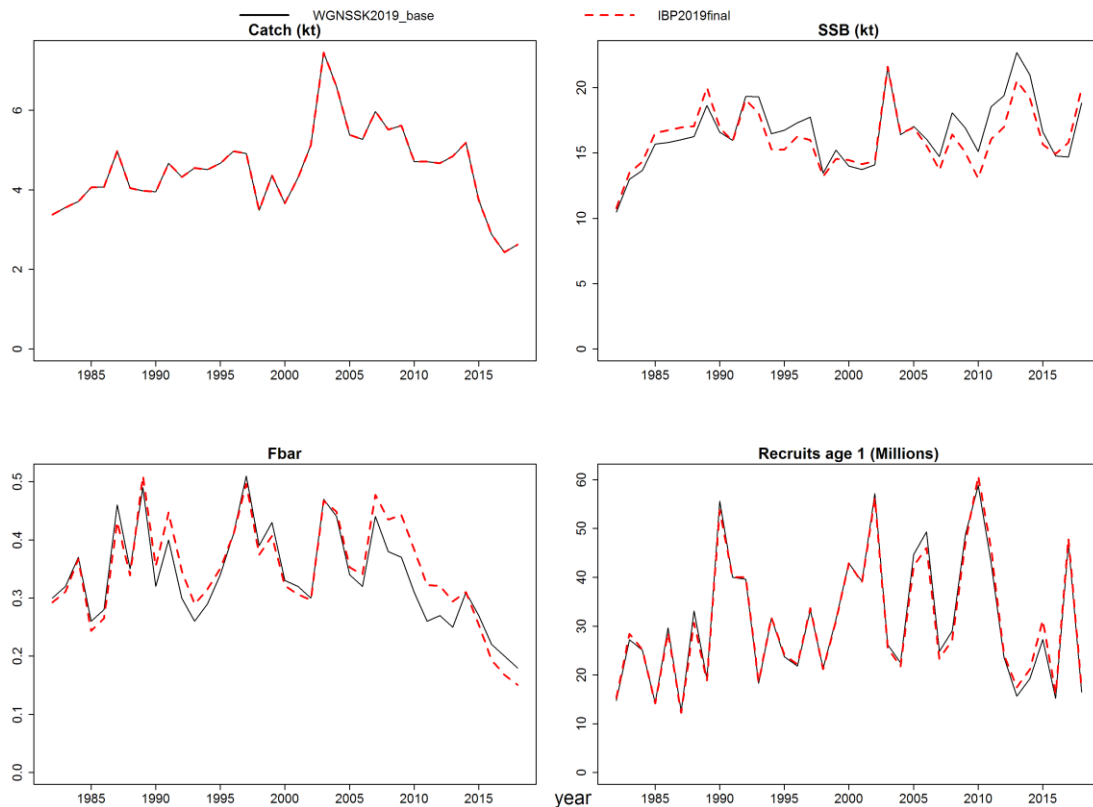 WGNSSK2019_base IBP2019final
Catch (kt) SSB (kt)
0 2 4 6
1985 1990 1995 2000 2005 2010 2015
0 5 10 15 20
1985 1990 1995 2000 2005 2010 2015
Fbar Recruits age 1 (Millions)
0.0 0.1 0.2 0.3 0.4 0.5
1985 1990 1995 2000 2005 2010 2015
0 10 20 30 40 50 60
1985 1990 1995 2000 2005 2010 2015
year